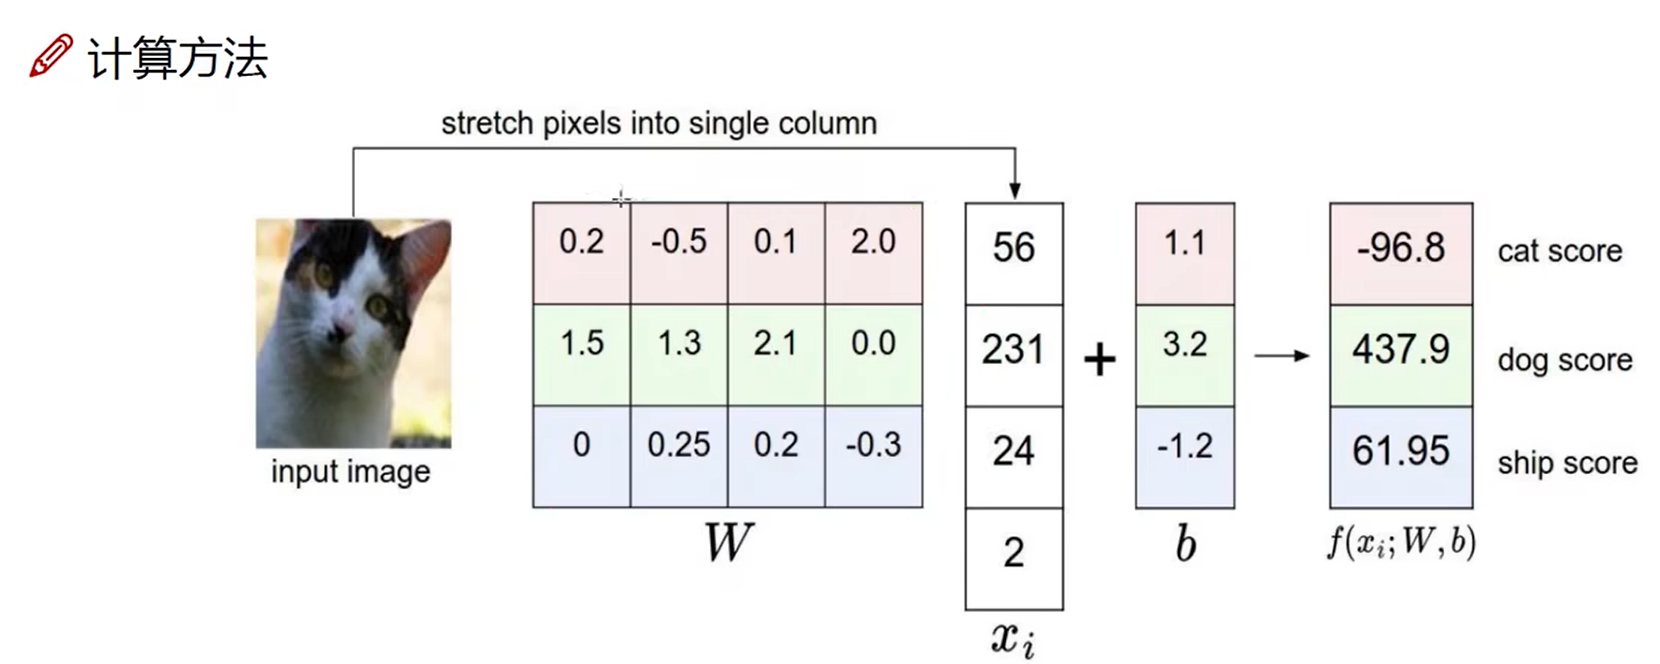 计算方法
stretch pixels into single column
input image
0.2 -0.5 0.1 2.0
1.5 1.3 2.1 0.0
0 0.25 0.2 -0.3
W
56
231
24
2
x_i
+
1.1
3.2
-1.2
b
-96.8 cat score
437.9 dog score
61.95 ship score
f(x_i; W, b)